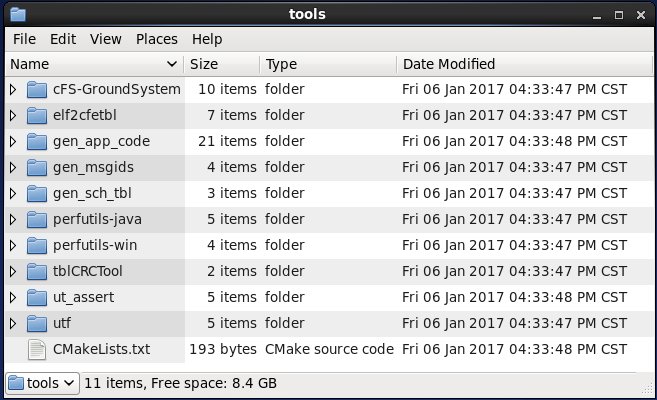 tools
File Edit View Places Help
Name Size Type Date Modified
cFS-GroundSystem 10 items folder Fri 06 Jan 2017 04:33:47 PM CST
elf2cfetbl 7 items folder Fri 06 Jan 2017 04:33:47 PM CST
gen_app_code 21 items folder Fri 06 Jan 2017 04:33:48 PM CST
gen_msgids 4 items folder Fri 06 Jan 2017 04:33:47 PM CST
gen_sch_tbl 3 items folder Fri 06 Jan 2017 04:33:47 PM CST
perfutils-java 5 items folder Fri 06 Jan 2017 04:33:47 PM CST
perfutils-win 4 items folder Fri 06 Jan 2017 04:33:47 PM CST
tblCRCTool 2 items folder Fri 06 Jan 2017 04:33:47 PM CST
ut_assert 5 items folder Fri 06 Jan 2017 04:33:48 PM CST
utf 5 items folder Fri 06 Jan 2017 04:33:47 PM CST
CMakeLists.txt 193 bytes CMake source code Fri 06 Jan 2017 04:33:48 PM CST
tools 11 items, Free space: 8.4 GB